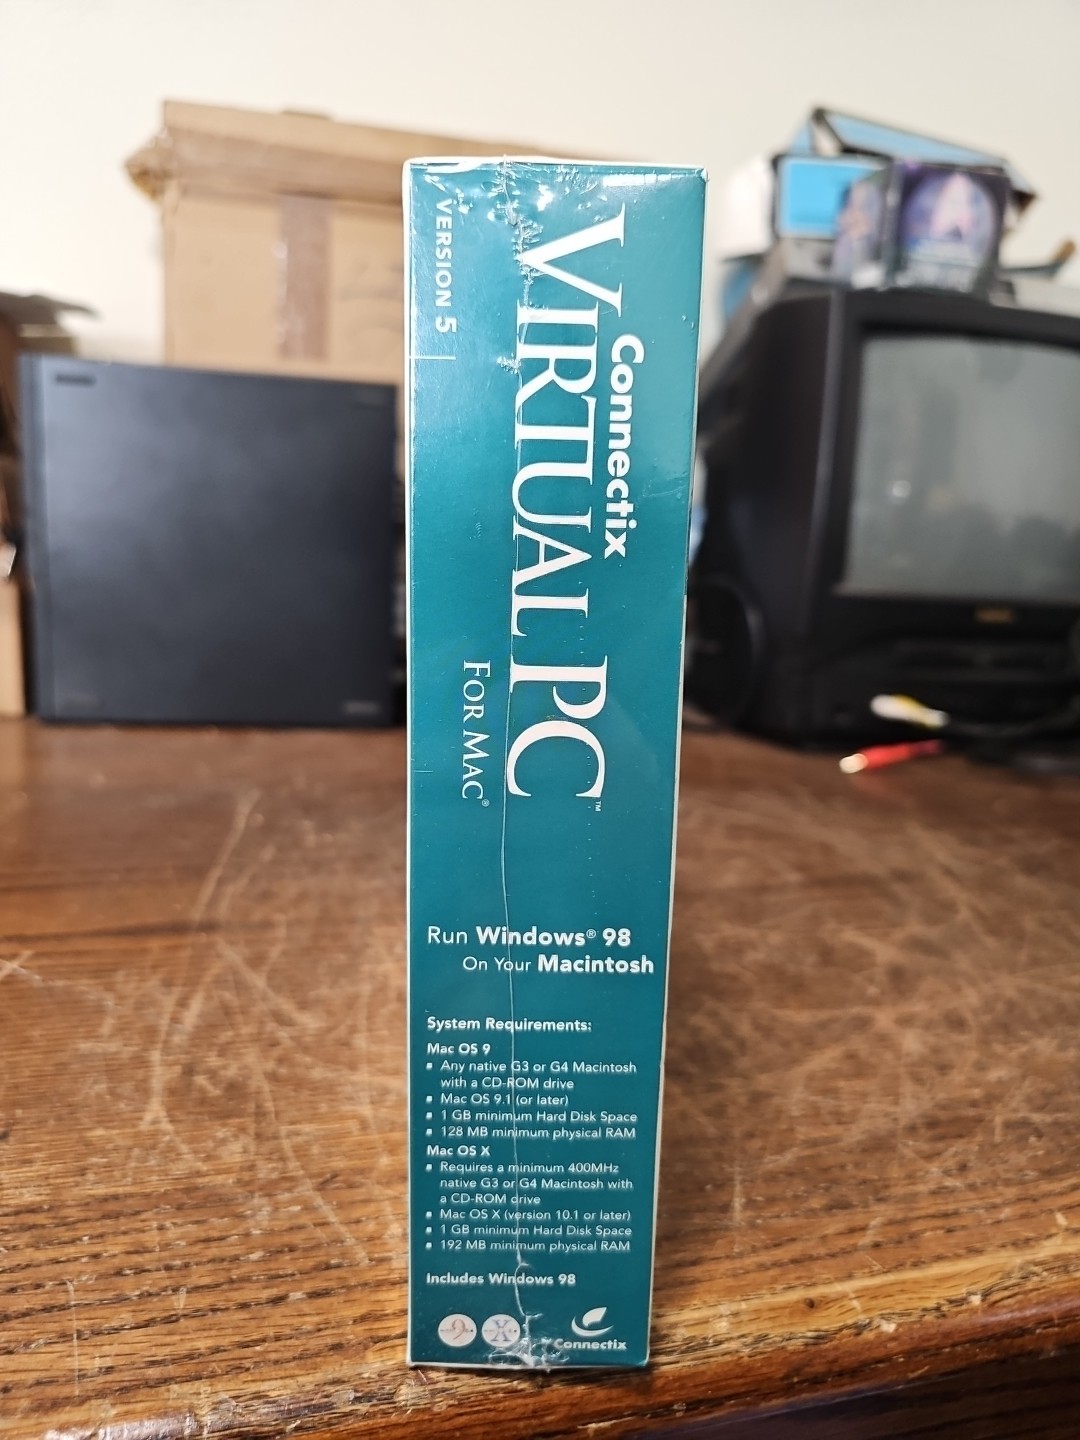 VERSION 5
Connectix
VIRTUAL PC™
FOR MAC®
Run Windows® 98
On Your Macintosh
System Requirements:
Mac OS 9
▪ Any native G3 or G4 Macintosh
with a CD-ROM drive
▪ Mac OS 9.1 (or later)
▪ 1 GB minimum Hard Disk Space
▪ 128 MB minimum physical RAM
Mac OS X
▪ Requires a minimum 400MHz
native G3 or G4 Macintosh with
a CD-ROM drive
▪ Mac OS X (version 10.1 or later)
▪ 1 GB minimum Hard Disk Space
▪ 192 MB minimum physical RAM
Includes Windows 98
9
X
Connectix